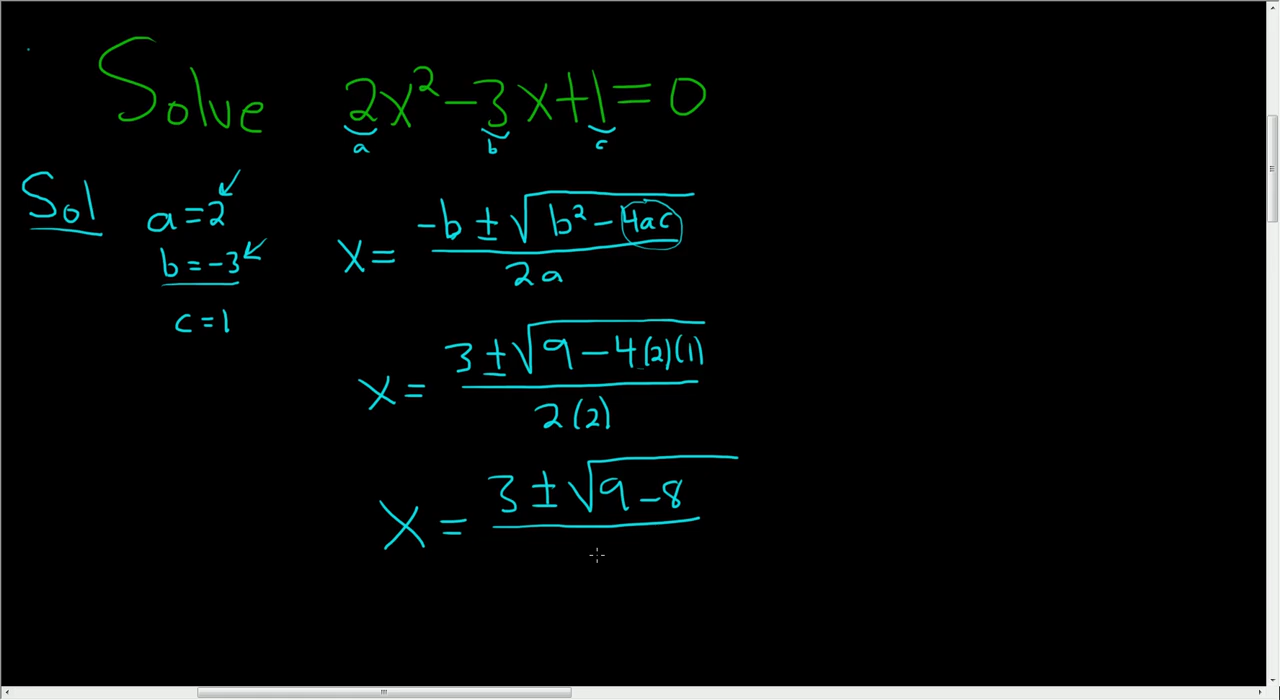 Solve 2x² - 3x + 1 = 0
a b c
Sol a = 2
b = -3
c = 1
x = (-b ± √(b² - 4ac)) / 2a
x = (3 ± √(9 - 4(2)(1))) / 2(2)
x = 3 ± √(9 - 8)